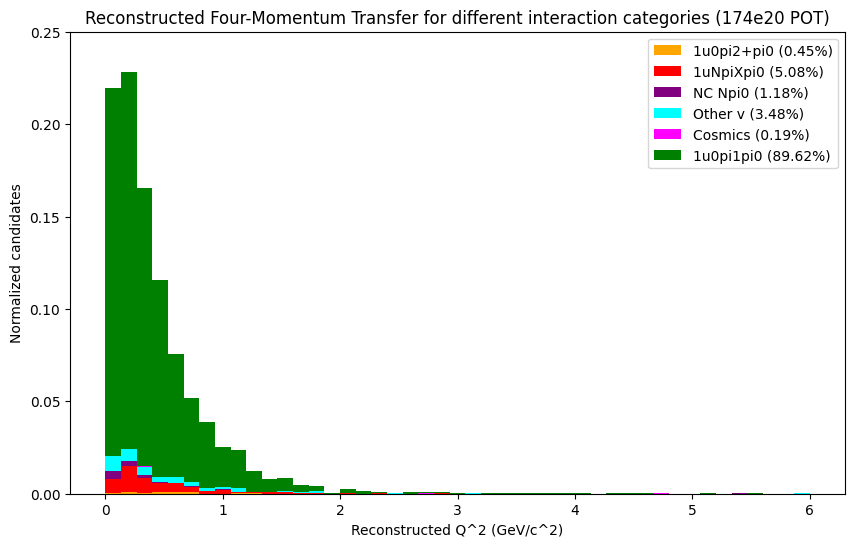 Reconstructed Four-Momentum Transfer for different interaction categories (174e20 POT)
0.25
0.20
0.15
0.10
0.05
0.00
Normalized candidates
1u0pi2+pi0 (0.45%)
1uNpiXpi0 (5.08%)
NC Npi0 (1.18%)
Other v (3.48%)
Cosmics (0.19%)
1u0pi1pi0 (89.62%)
0 1 2 3 4 5 6
Reconstructed Q^2 (GeV/c^2)